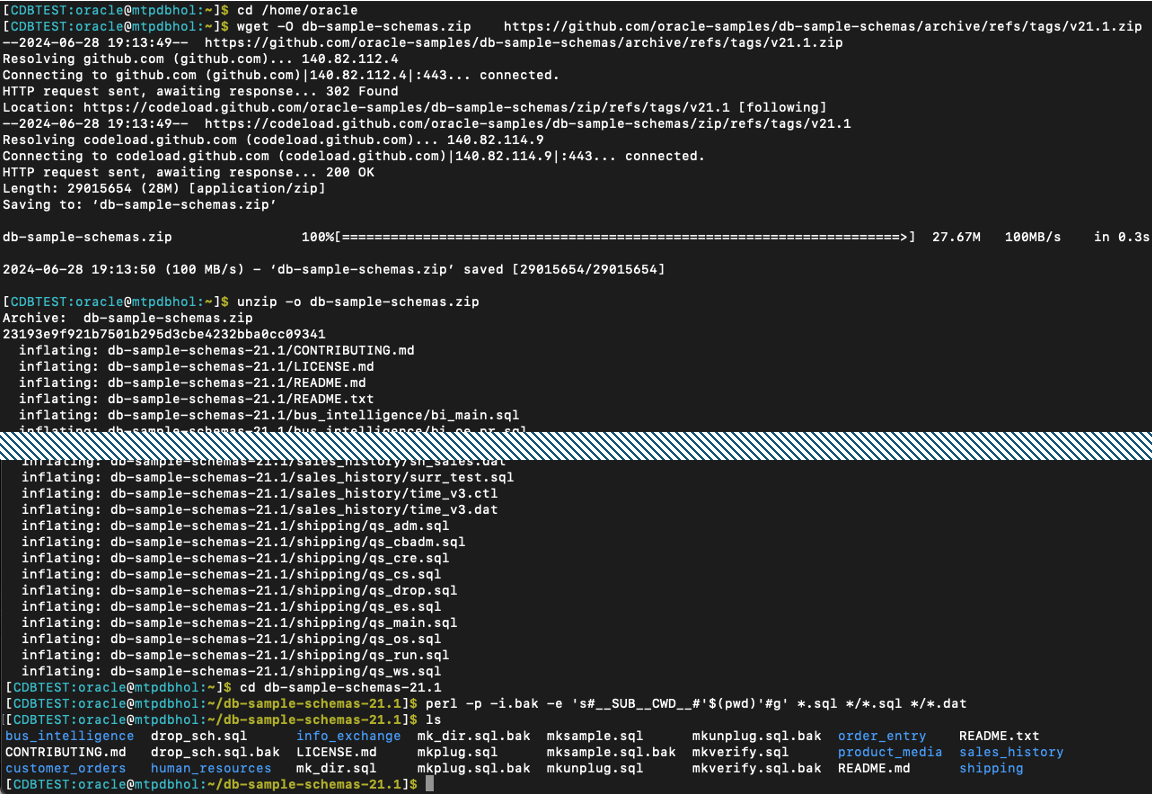 [CDBTEST:oracle@mtpdbhol:~]$ cd /home/oracle
[CDBTEST:oracle@mtpdbhol:~]$ wget -O db-sample-schemas.zip    https://github.com/oracle-samples/db-sample-schemas/archive/refs/tags/v21.1.zip
--2024-06-28 19:13:49--  https://github.com/oracle-samples/db-sample-schemas/archive/refs/tags/v21.1.zip
Resolving github.com (github.com)... 140.82.112.4
Connecting to github.com (github.com)|140.82.112.4|:443... connected.
HTTP request sent, awaiting response... 302 Found
Location: https://codeload.github.com/oracle-samples/db-sample-schemas/zip/refs/tags/v21.1 [following]
--2024-06-28 19:13:49--  https://codeload.github.com/oracle-samples/db-sample-schemas/zip/refs/tags/v21.1
Resolving codeload.github.com (codeload.github.com)... 140.82.114.9
Connecting to codeload.github.com (codeload.github.com)|140.82.114.9|:443... connected.
HTTP request sent, awaiting response... 200 OK
Length: 29015654 (28M) [application/zip]
Saving to: ‘db-sample-schemas.zip’
db-sample-schemas.zip                100%[=====================================================================>]  27.67M   100MB/s    in 0.3s
2024-06-28 19:13:50 (100 MB/s) - ‘db-sample-schemas.zip’ saved [29015654/29015654]
[CDBTEST:oracle@mtpdbhol:~]$ unzip -o db-sample-schemas.zip
Archive:  db-sample-schemas.zip
23193e9f921b7501b295d3cbe4232bba0cc09341
  inflating: db-sample-schemas-21.1/CONTRIBUTING.md
  inflating: db-sample-schemas-21.1/LICENSE.md
  inflating: db-sample-schemas-21.1/README.md
  inflating: db-sample-schemas-21.1/README.txt
  inflating: db-sample-schemas-21.1/bus_intelligence/bi_main.sql
  inflating: db-sample-schemas-21.1/bus_intelligence/bi_oe_pr.sql
  inflating: db-sample-schemas-21.1/sales_history/sh_sales.dat
  inflating: db-sample-schemas-21.1/sales_history/surr_test.sql
  inflating: db-sample-schemas-21.1/sales_history/time_v3.ctl
  inflating: db-sample-schemas-21.1/sales_history/time_v3.dat
  inflating: db-sample-schemas-21.1/shipping/qs_adm.sql
  inflating: db-sample-schemas-21.1/shipping/qs_cbadm.sql
  inflating: db-sample-schemas-21.1/shipping/qs_cre.sql
  inflating: db-sample-schemas-21.1/shipping/qs_cs.sql
  inflating: db-sample-schemas-21.1/shipping/qs_drop.sql
  inflating: db-sample-schemas-21.1/shipping/qs_es.sql
  inflating: db-sample-schemas-21.1/shipping/qs_main.sql
  inflating: db-sample-schemas-21.1/shipping/qs_os.sql
  inflating: db-sample-schemas-21.1/shipping/qs_run.sql
  inflating: db-sample-schemas-21.1/shipping/qs_ws.sql
[CDBTEST:oracle@mtpdbhol:~]$ cd db-sample-schemas-21.1
[CDBTEST:oracle@mtpdbhol:~/db-sample-schemas-21.1]$ perl -p -i.bak -e 's#__SUB__CWD__#'$(pwd)'#g' *.sql */*.sql */*.dat
[CDBTEST:oracle@mtpdbhol:~/db-sample-schemas-21.1]$ ls
bus_intelligence  drop_sch.sql      info_exchange  mk_dir.sql.bak  mksample.sql      mkunplug.sql.bak  order_entry    README.txt
CONTRIBUTING.md   drop_sch.sql.bak  LICENSE.md     mkplug.sql      mksample.sql.bak  mkverify.sql      product_media  sales_history
customer_orders   human_resources   mk_dir.sql     mkplug.sql.bak  mkunplug.sql      mkverify.sql.bak  README.md      shipping
[CDBTEST:oracle@mtpdbhol:~/db-sample-schemas-21.1]$